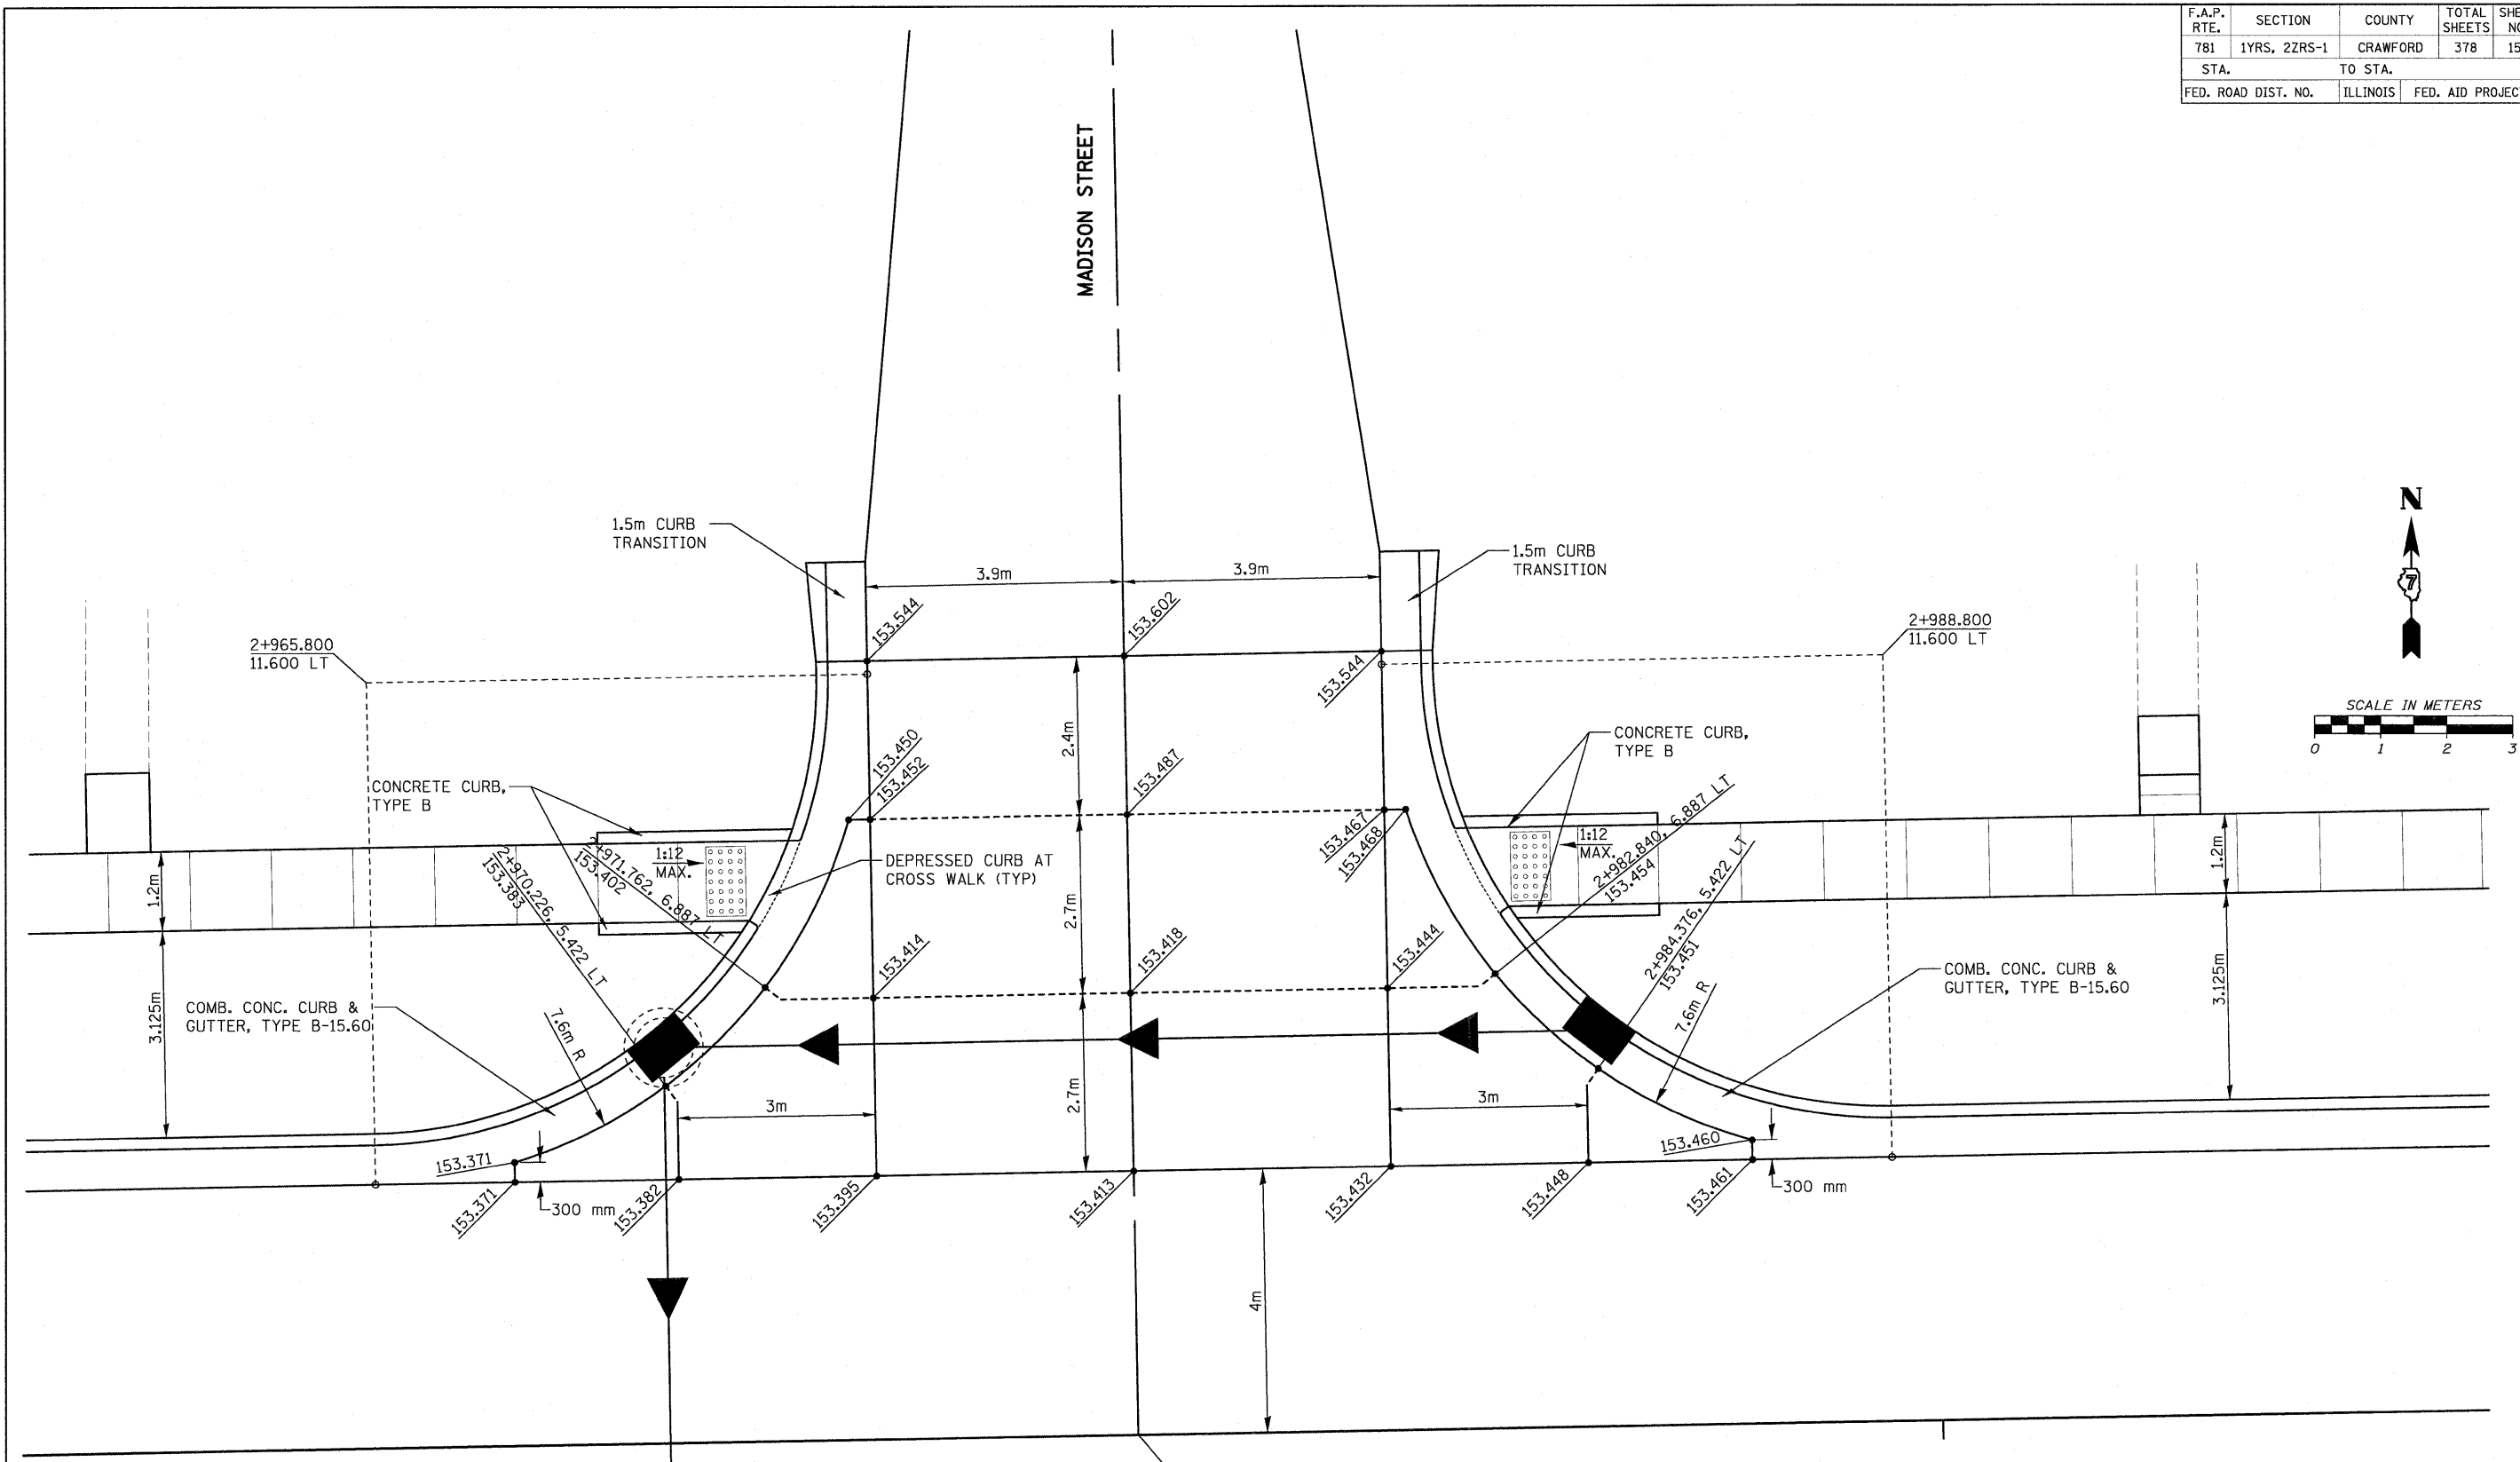 F.A.P. RTE.
SECTION
COUNTY
TOTAL SHEETS
781
1YRS, 2ZRS-1
CRAWFORD
378
STA.
TO STA.
FED. ROAD DIST. NO.
ILLINOIS
FED. AID
MADISON STREET
1.5m CURB
TRANSITION
3.9m
3.9m
1.5m CURB
TRANSITION
N
7
2+965.800
11.600 LT
153.544
153.602
153.544
2+988.800
11.600 LT
SCALE IN METERS
0 1 2 3
2.4m
CONCRETE CURB,
TYPE B
153.450
153.452
153.487
153.467
153.468
CONCRETE CURB,
TYPE B
1:12
MAX.
DEPRESSED CURB AT
CROSS WALK (TYP)
1:12
MAX.
1.2m
1.2m
2+970.226, 5.422 LT
153.383
2+971.762, 6.887 LT
153.402
2+982.840, 6.887 LT
153.454
2+984.376, 5.422 LT
153.451
2.7m
153.414
153.418
153.444
COMB. CONC. CURB &
GUTTER, TYPE B-15.60
COMB. CONC. CURB &
GUTTER, TYPE B-15.60
3.125m
3.125m
7.6m R
7.6m R
3m
2.7m
3m
153.371
153.460
153.371
300 mm
153.382
153.395
153.413
153.432
153.448
153.461
300 mm
4m